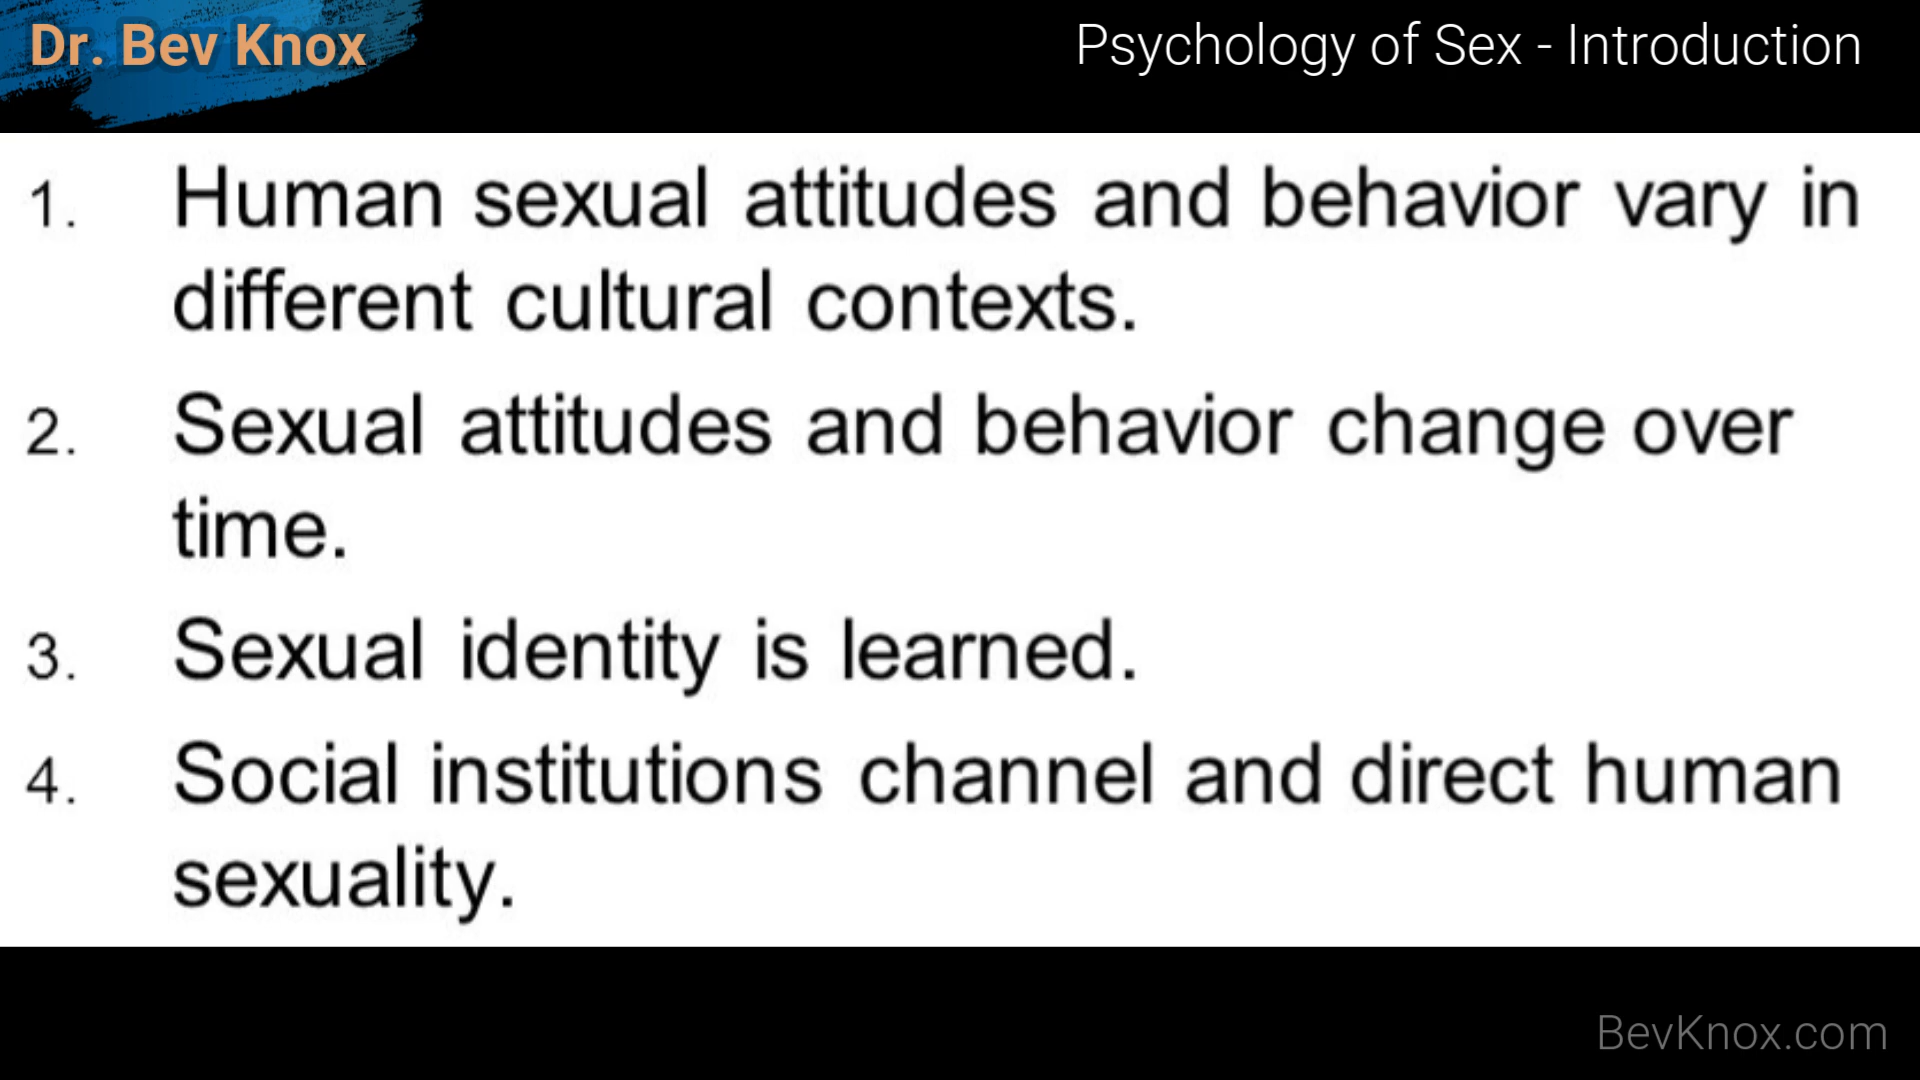 Dr. Bev Knox
Psychology of Sex - Introduction
1. Human sexual attitudes and behavior vary in
different cultural contexts.
2. Sexual attitudes and behavior change over
time.
3. Sexual identity is learned.
4. Social institutions channel and direct human
sexuality.
BevKnox.com